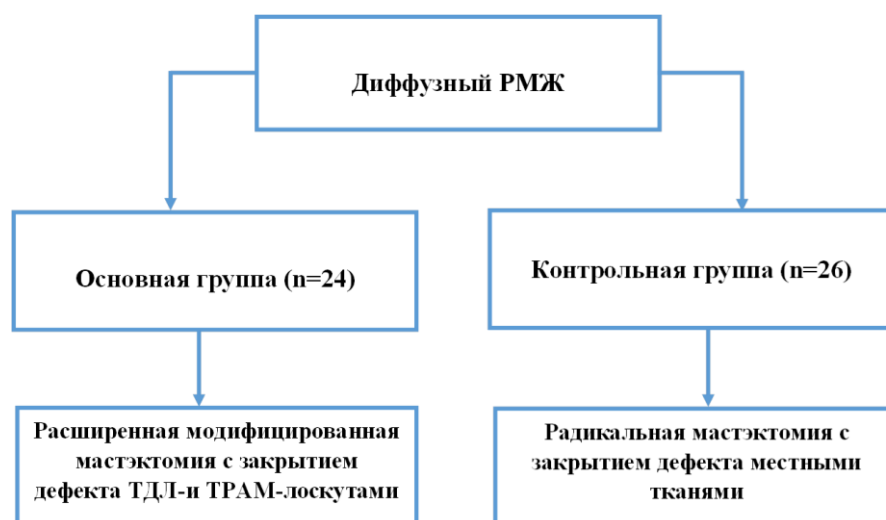 Диффузный РМЖ
Основная группа (n=24)
Контрольная группа (n=26)
Расширенная модифицированная
мастэктомия с закрытием
дефекта ТДЛ-и ТРАМ-лоскутами
Радикальная мастэктомия с
закрытием дефекта местными
тканями